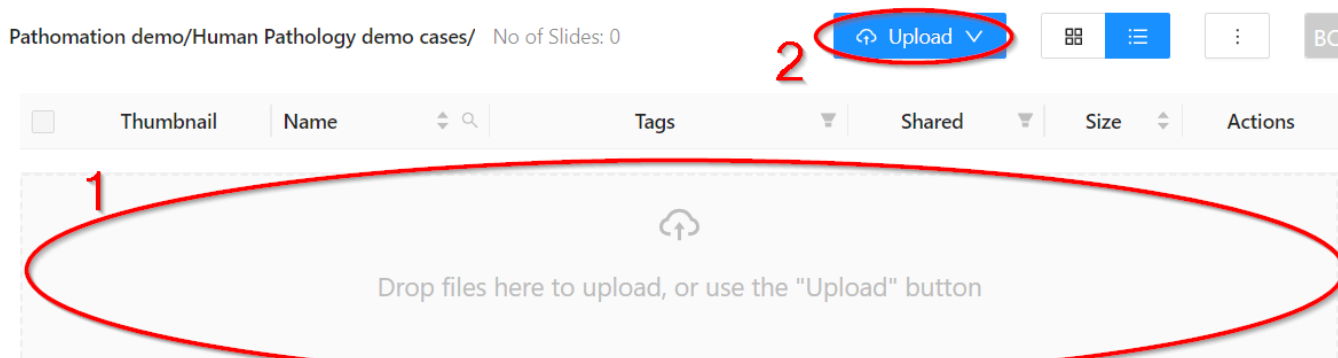 Pathomation demo/Human Pathology demo cases/ No of Slides: 0 Upload
2
Thumbnail Name Tags Shared Size Actions
1
Drop files here to upload, or use the "Upload" button